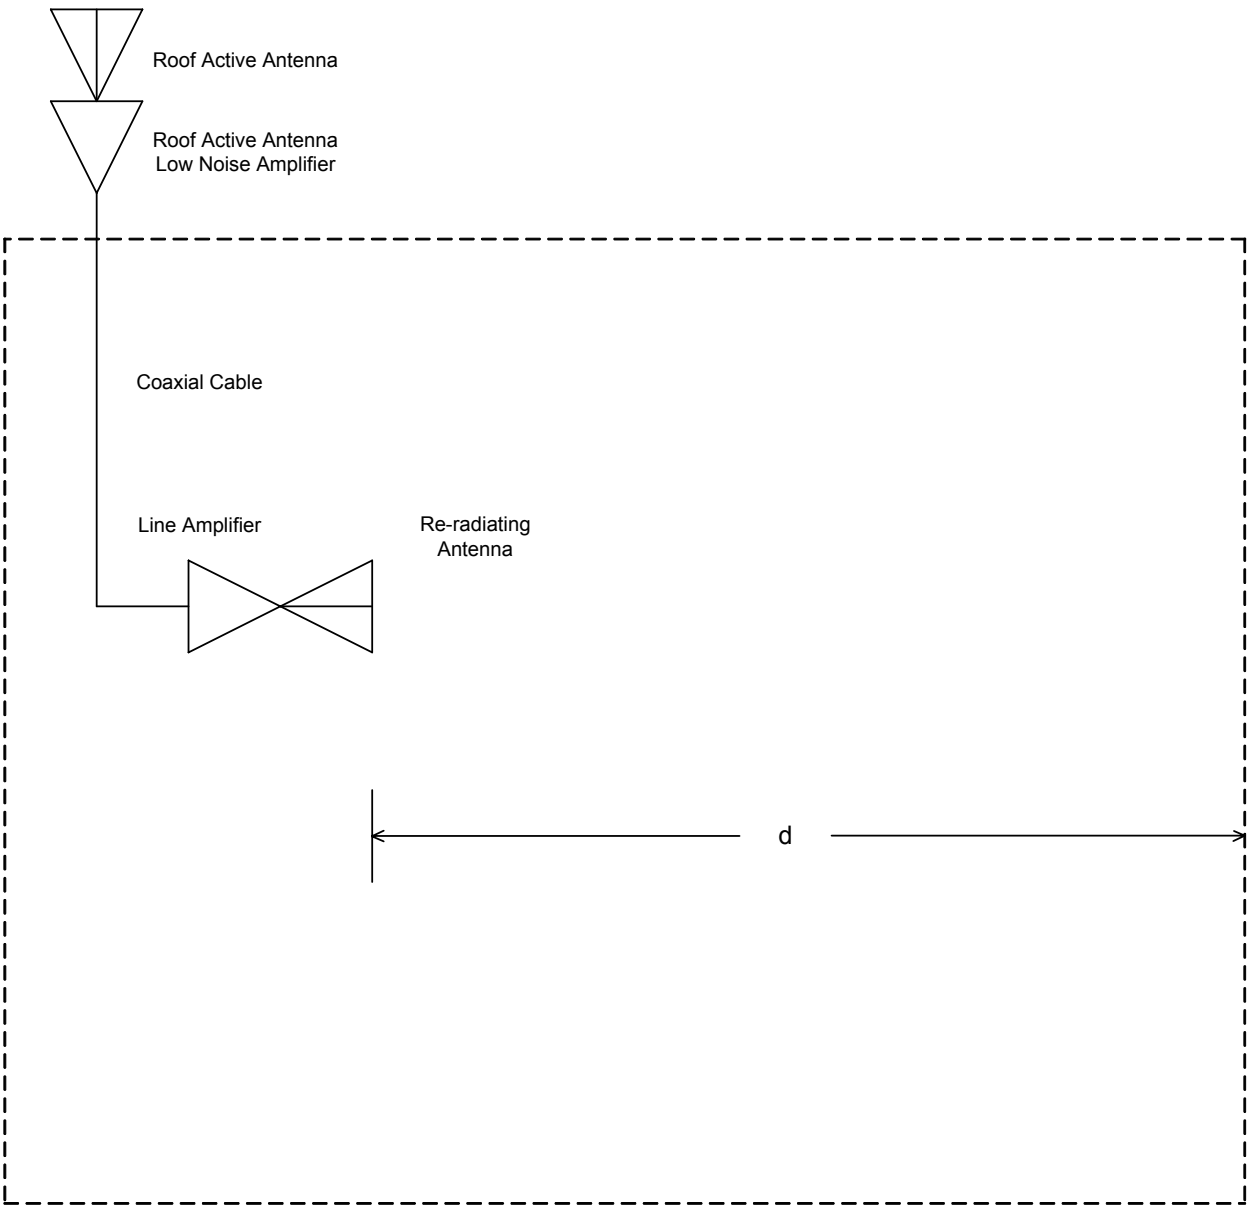 Roof Active Antenna
Roof Active Antenna
Low Noise Amplifier
Coaxial Cable
Line Amplifier
Re-radiating
Antenna
d